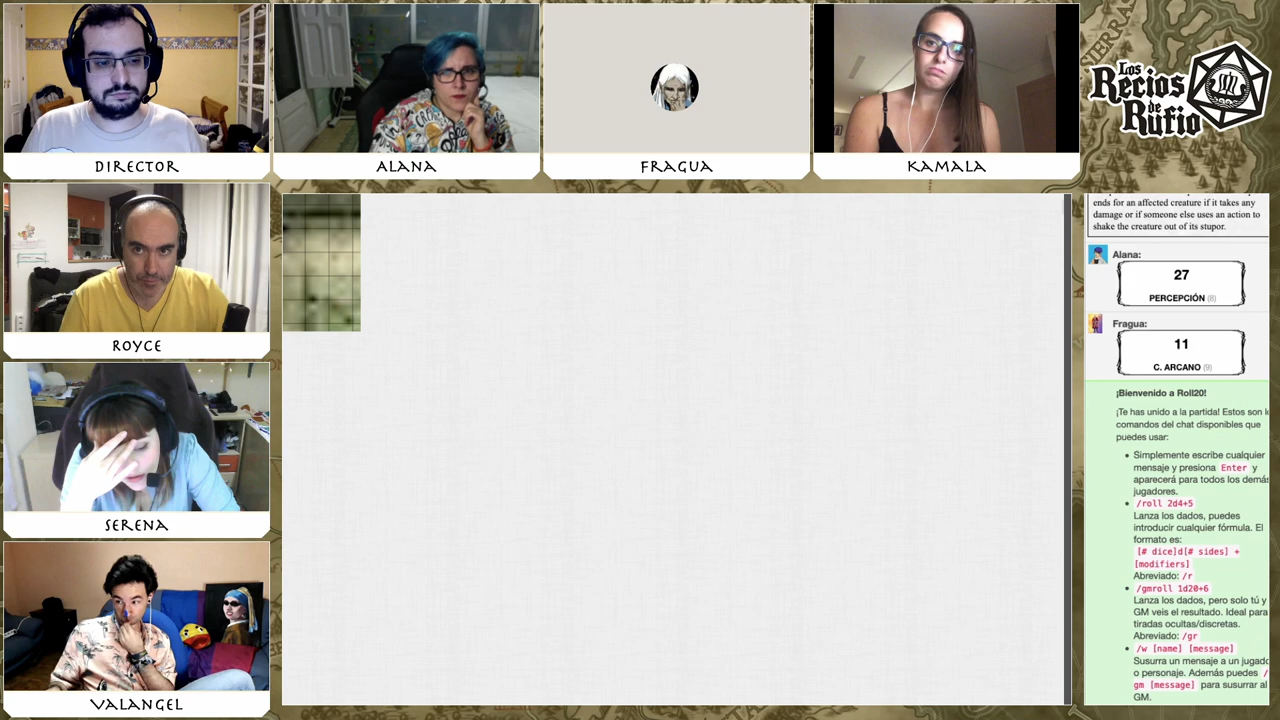 DIRECTOR
ALANA
FRAGUA
KAMALA
Los
Recios
de
Rufio
ROYCE
SERENA
VALANGEL
ends for an affected creature if it takes any
damage or if someone else uses an action to
shake the creature out of its stupor.
Alana:
27
PERCEPCIÓN (8)
Fragua:
11
C. ARCANO (9)
¡Bienvenido a Roll20!
¡Te has unido a la partida! Estos son
comandos del chat disponibles que
puedes usar:
Simplemente escribe cualquier
mensaje y presiona Enter y
aparecerá para todos los demás
jugadores.
/roll 2d4+5
Lanza los dados, puedes
introducir cualquier fórmula. El
formato es:
[# dice]d[# sides] +
[modifiers]
Abreviado: /r
/gmroll 1d20+6
Lanza los dados, pero solo tú y
GM veis el resultado. Ideal para
tiradas ocultas/discretas.
Abreviado: /gr
/w [name] [message]
Susurra un mensaje a un jugado
o personaje. Además puedes /
gm [message] para susurrar al
GM.